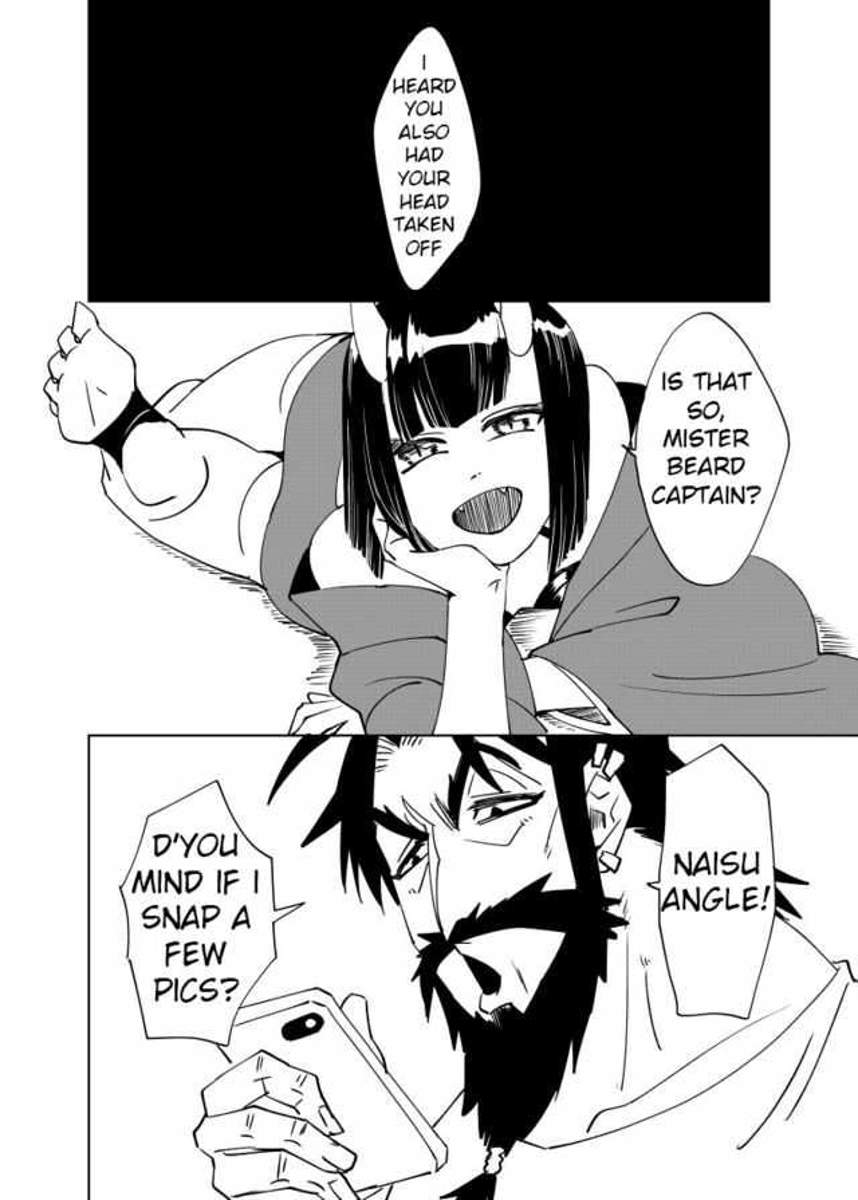 I
HEARD
YOU
ALSO
HAD
YOUR
HEAD
TAKEN
OFF
IS THAT
SO,
MISTER
BEARD
CAPTAIN?
NAISU
ANGLE!
D'YOU
MIND IF I
SNAP A
FEW
PICS?